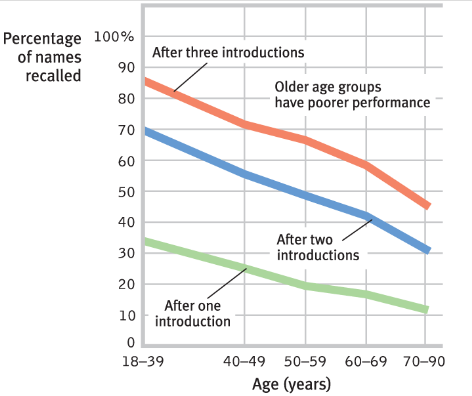 Percentage
of names
recalled
100%
90
80
70
60
50
40
30
20
10
0
After three introductions
Older age groups
have poorer performance
After two
introductions
After one
introduction
18–39
40–49
50–59
60–69
70–90
Age (years)